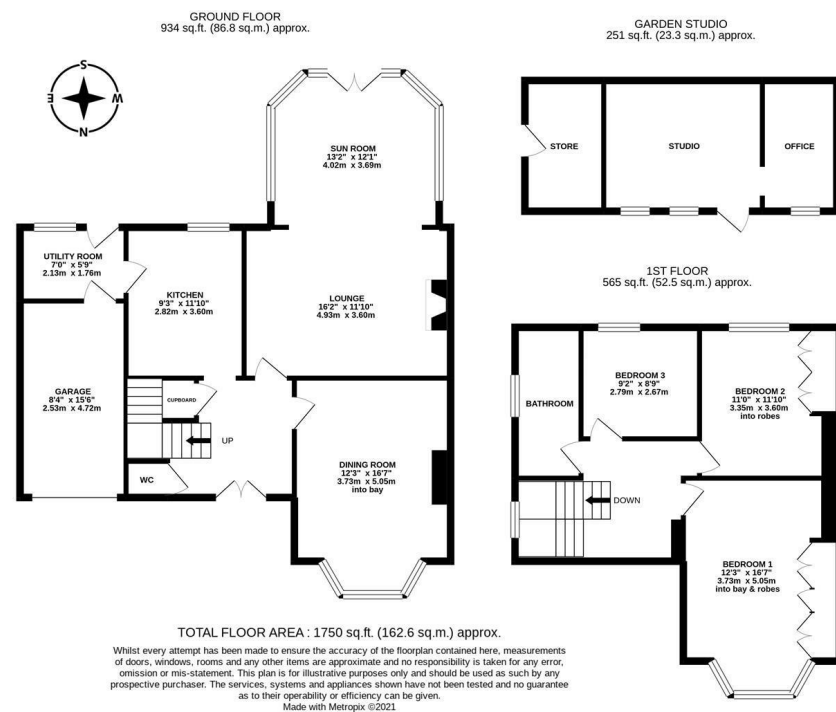 GROUND FLOOR
934 sq.ft. (86.8 sq.m.) approx.
S
E
W
N
SUN ROOM
13'2" x 12'1"
4.02m x 3.69m
UTILITY ROOM
7'0" x 5'9"
2.13m x 1.76m
KITCHEN
9'3" x 11'10"
2.82m x 3.60m
LOUNGE
16'2" x 11'10"
4.93m x 3.60m
GARAGE
8'4" x 15'6"
2.53m x 4.72m
CUPBOARD
UP
WC
DINING ROOM
12'3" x 16'7"
3.73m x 5.05m
into bay
GARDEN STUDIO
251 sq.ft. (23.3 sq.m.) approx.
STORE
STUDIO
OFFICE
1ST FLOOR
565 sq.ft. (52.5 sq.m.) approx.
BATHROOM
BEDROOM 3
9'2" x 8'9"
2.79m x 2.67m
BEDROOM 2
11'0" x 11'10"
3.35m x 3.60m
into robes
DOWN
BEDROOM 1
12'3" x 16'7"
3.73m x 5.05m
into bay & robes
TOTAL FLOOR AREA : 1750 sq.ft. (162.6 sq.m.) approx.
Whilst every attempt has been made to ensure the accuracy of the floorplan contained here, measurements
of doors, windows, rooms and any other items are approximate and no responsibility is taken for any error,
omission or mis-statement. This plan is for illustrative purposes only and should be used as such by any
prospective purchaser. The services, systems and appliances shown have not been tested and no guarantee
as to their operability or efficiency can be given.
Made with Metropix ©2021